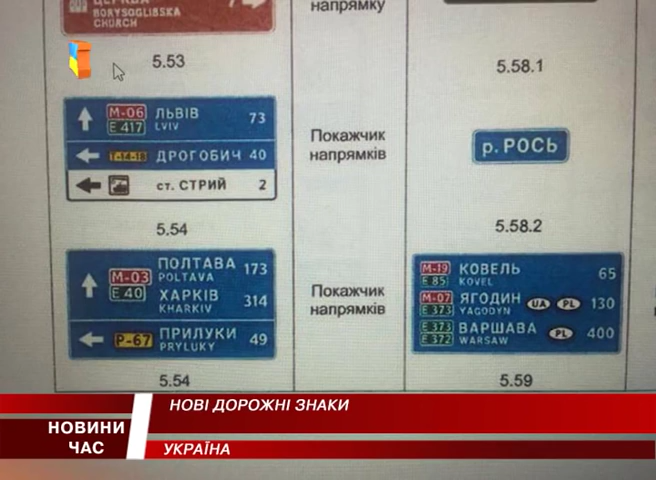 ЦЕРКВА
BORYSOGLIBSKA
CHURCH
напрямку
5.53
5.58.1
М-06 ЛЬВІВ 73
E 417 LVIV
Т-14-18 ДРОГОБИЧ 40
ст. СТРИЙ 2
Покажчик
напрямків
р. РОСЬ
5.54
5.58.2
ПОЛТАВА 173
М-03 POLTAVA
E 40 ХАРКІВ 314
KHARKIV
Р-67 ПРИЛУКИ 49
PRYLUKY
Покажчик
напрямків
М-19 КОВЕЛЬ 65
E 85 KOVEL
М-07 ЯГОДИН UA PL 130
E 373 YAGODYN
E 373 ВАРШАВА PL 400
E 372 WARSAW
5.54
5.59
НОВІ ДОРОЖНІ ЗНАКИ
НОВИНИ
ЧАС
УКРАЇНА